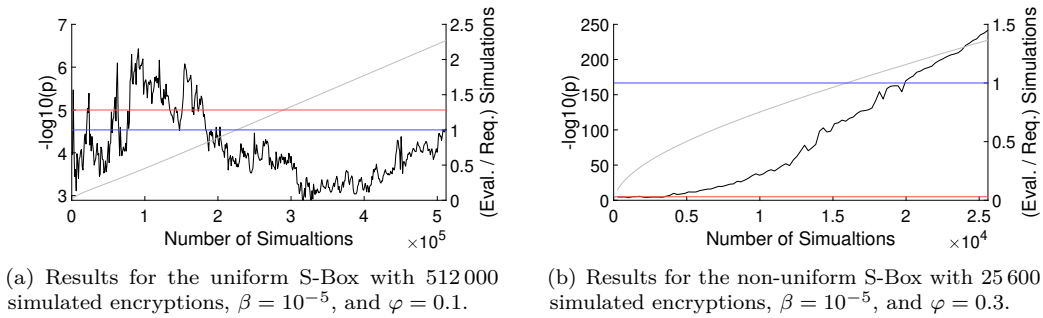 7
6
5
4
3
-log10(p)
2.5
2
1.5
1
0.5
0
(Eval. / Req.) Simulations
0 1 2 3 4 5
×10⁵
Number of Simualtions
250
200
150
100
50
0
-log10(p)
1.5
1
0.5
0
(Eval. / Req.) Simulations
0 0.5 1 1.5 2 2.5
×10⁴
Number of Simualtions
(a) Results for the uniform S-Box with 512 000
simulated encryptions, β = 10⁻⁵, and φ = 0.1.
(b) Results for the non-uniform S-Box with 25 600
simulated encryptions, β = 10⁻⁵, and φ = 0.3.